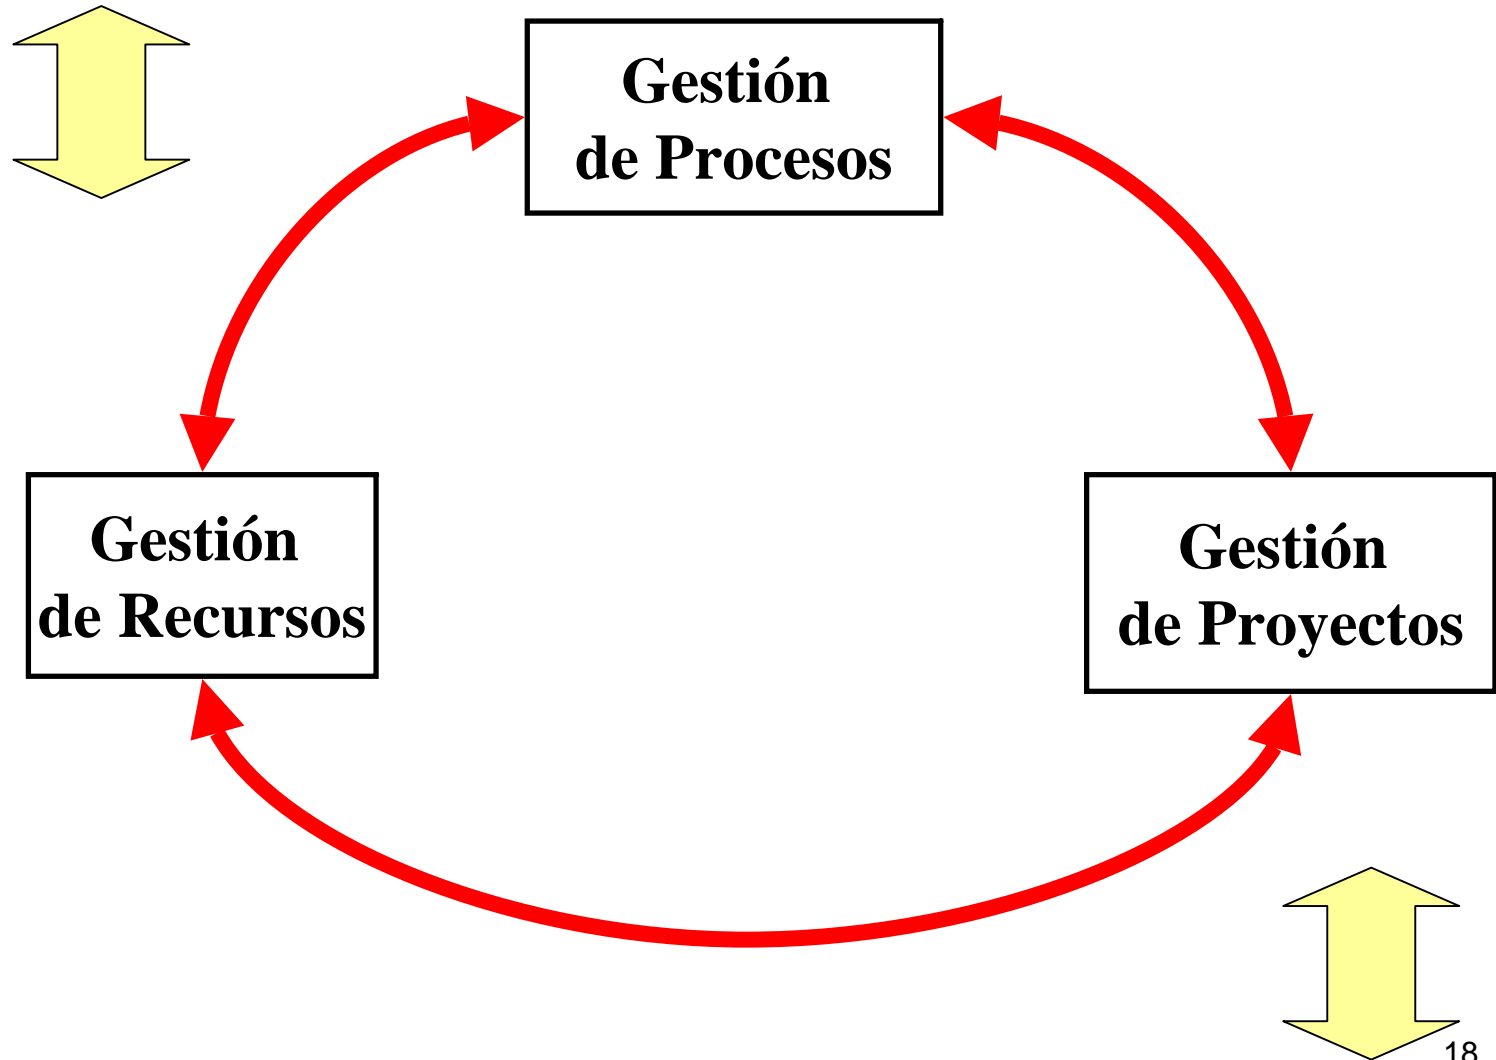 Gestión
de Procesos
Gestión
de Recursos
Gestión
de Proyectos
18